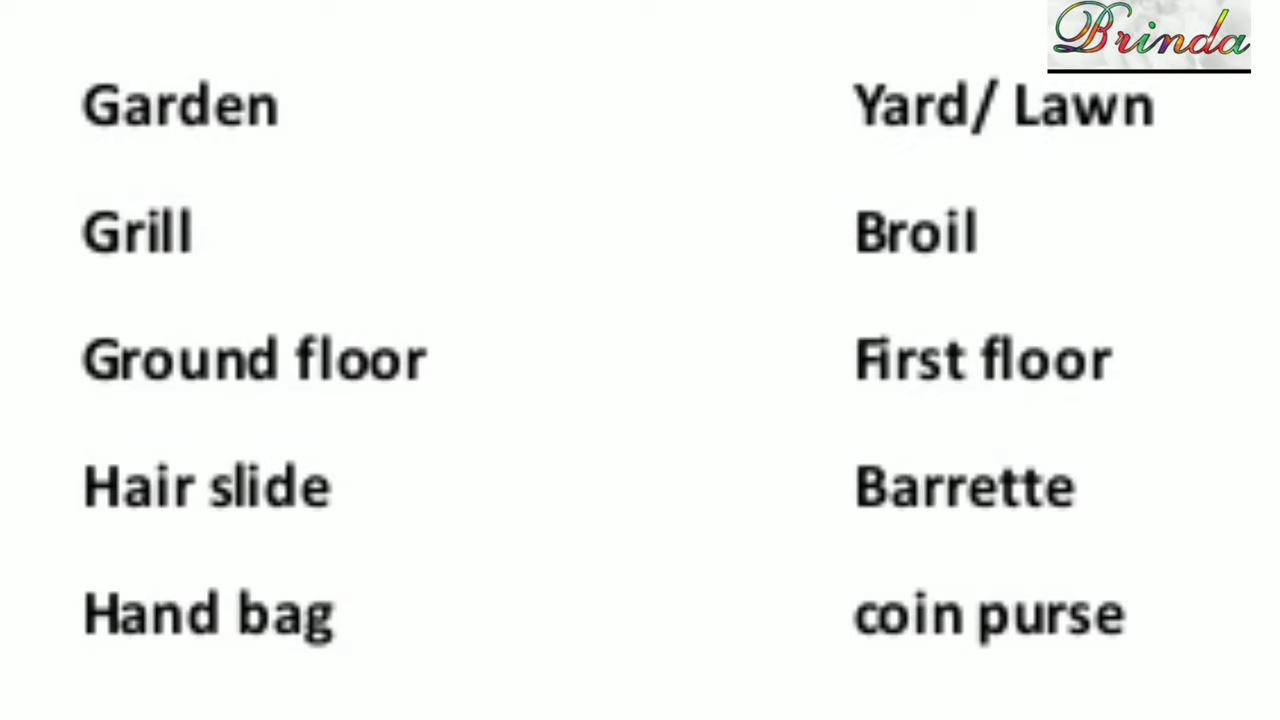 Brinda
Garden Yard/ Lawn
Grill Broil
Ground floor First floor
Hair slide Barrette
Hand bag coin purse